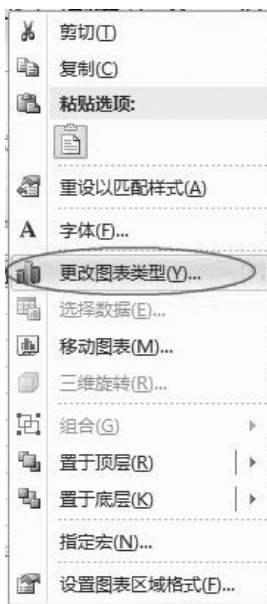 剪切(T)
复制(C)
粘贴选项:
重设以匹配样式(A)
A 字体(F)...
更改图表类型(Y)...
选择数据(E)...
移动图表(M)...
三维旋转(R)...
组合(G)
置于顶层(R)
置于底层(K)
指定宏(N)...
设置图表区域格式(F)...